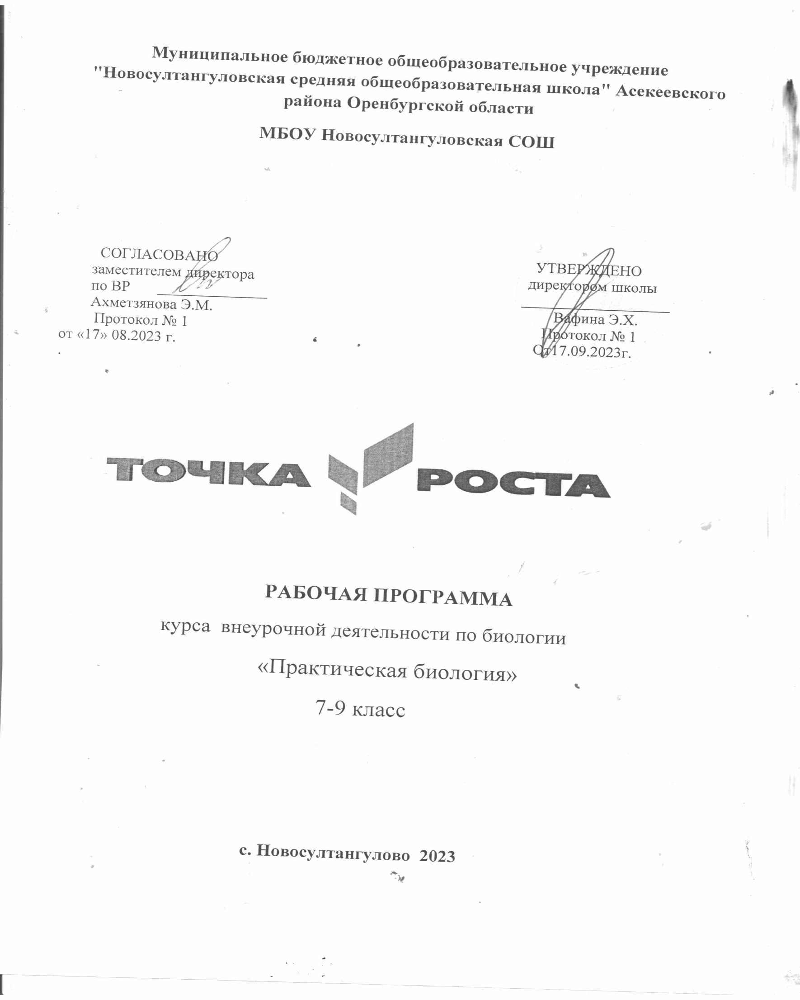 Муниципальное бюджетное общеобразовательное учреждение
"Новосултангуловская средняя общеобразовательная школа" Асекеевского
района Оренбургской области
МБОУ Новосултангуловская СОШ
СОГЛАСОВАНО
заместителем директора
по ВР
Ахметзянова Э.М.
Протокол № 1
от «17» 08.2023 г.
УТВЕРЖДЕНО
директором школы
Вафина Э.Х.
Протокол № 1
От17.09.2023г.
ТОЧКА РОСТА
РАБОЧАЯ ПРОГРАММА
курса внеурочной деятельности по биологии
«Практическая биология»
7-9 класс
с. Новосултангулово 2023